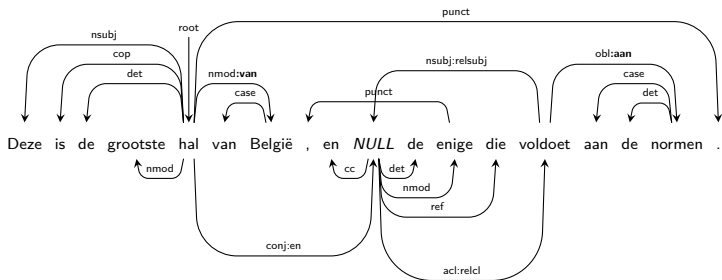 punct
root
nsubj
cop
nmod:van
nsubj:relsubj
obl:aan
det
case
case
punct
det
Deze is de grootste hal van België , en NULL de enige die voldoet aan de normen .
nmod
cc
det
nmod
ref
conj:en
acl:relcl